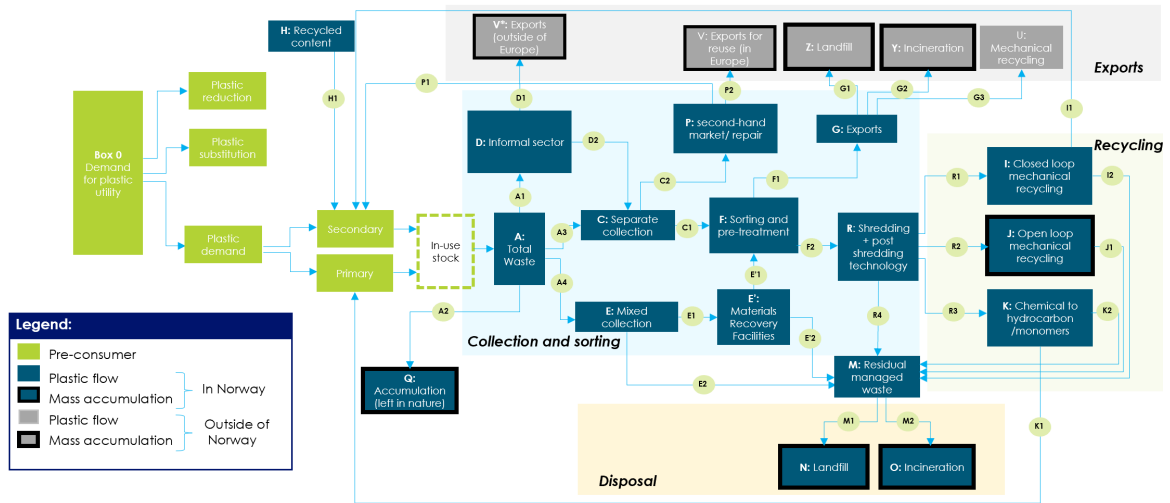 H: Recycled
content
V*: Exports
(outside of
Europe)
V: Exports for
reuse (in
Europe)
Z: Landfill
Y: Incineration
U:
Mechanical
recycling
Exports
P1
P2
G1
G2
G3
H1
D1
I1
Plastic
reduction
Plastic
substitution
Box 0
Demand
for plastic
utility
Plastic
demand
Secondary
Primary
In-use
stock
D: Informal sector
D2
P: second-hand
market/ repair
G: Exports
Recycling
A1
C2
F1
R1
I: Closed loop
mechanical
recycling
I2
A:
Total
Waste
A3
C: Separate
collection
C1
F: Sorting and
pre-treatment
F2
R: Shredding
+ post
shredding
technology
R2
J: Open loop
mechanical
recycling
J1
A4
E'1
A2
E: Mixed
collection
E1
E':
Materials
Recovery
Facilities
E'2
R4
R3
K: Chemical to
hydrocarbon
/monomers
K2
Collection and sorting
E2
M: Residual
managed
waste
Q:
Accumulation
(left in nature)
M1
M2
K1
N: Landfill
O: Incineration
Disposal
Legend:
Pre-consumer
Plastic flow
Mass accumulation
In Norway
Plastic flow
Mass accumulation
Outside of
Norway